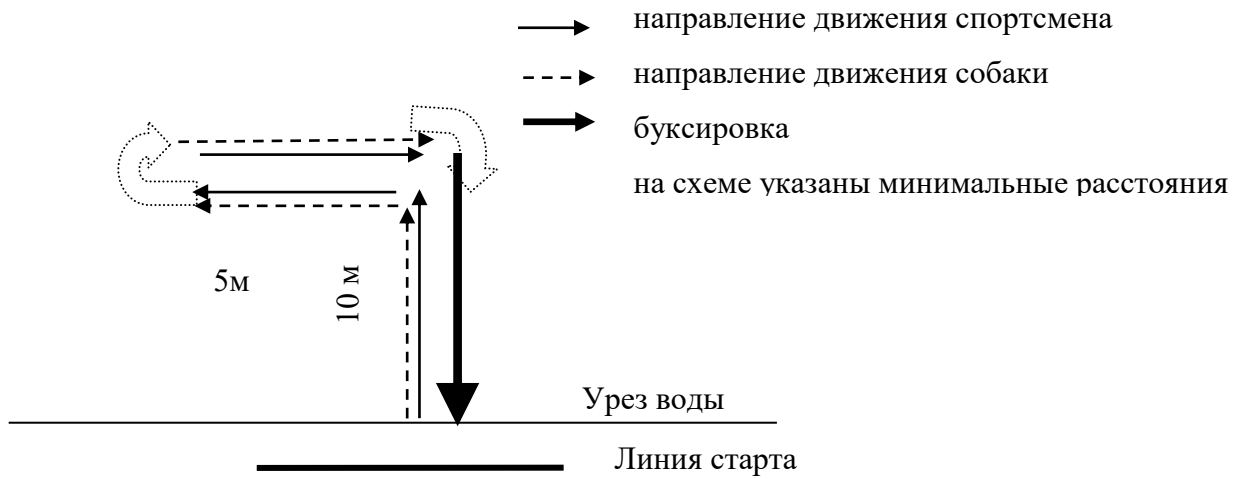 направление движения спортсмена
направление движения собаки
буксировка
на схеме указаны минимальные расстояния
5м
10 м
Урез воды
Линия старта